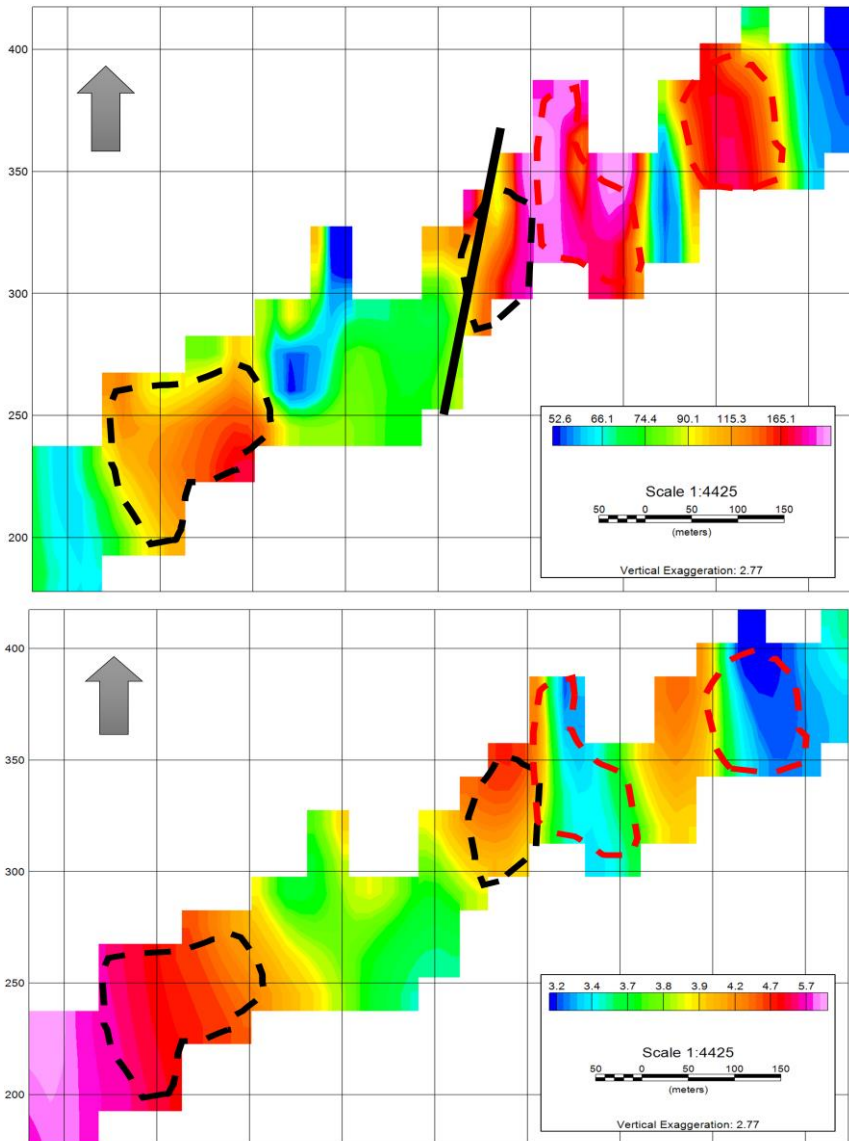 400
350
300
250
200
52.6 66.1 74.4 90.1 115.3 165.1
Scale 1:4425
50 0 50 100 150
(meters)
Vertical Exaggeration: 2.77
400
350
300
250
200
3.2 3.4 3.7 3.8 3.9 4.2 4.7 5.7
Scale 1:4425
50 0 50 100 150
(meters)
Vertical Exaggeration: 2.77